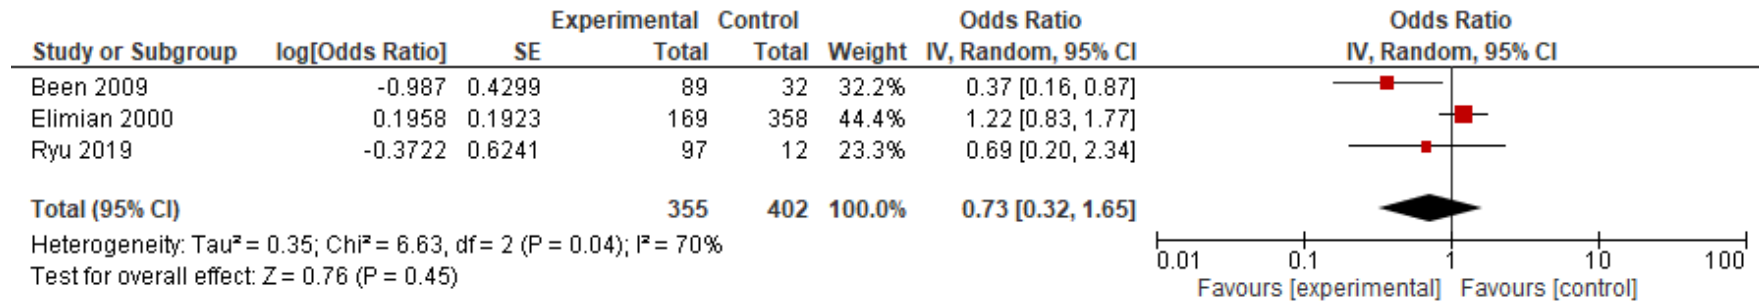 Experimental Control Odds Ratio Odds Ratio
Study or Subgroup log[Odds Ratio] SE Total Total Weight IV, Random, 95% CI IV, Random, 95% CI
Been 2009 -0.987 0.4299 89 32 32.2% 0.37 [0.16, 0.87]
Elimian 2000 0.1958 0.1923 169 358 44.4% 1.22 [0.83, 1.77]
Ryu 2019 -0.3722 0.6241 97 12 23.3% 0.69 [0.20, 2.34]
Total (95% CI) 355 402 100.0% 0.73 [0.32, 1.65]
Heterogeneity: Tau² = 0.35; Chi² = 6.63, df = 2 (P = 0.04); I² = 70%
Test for overall effect: Z = 0.76 (P = 0.45)
0.01 0.1 1 10 100
Favours [experimental] Favours [control]